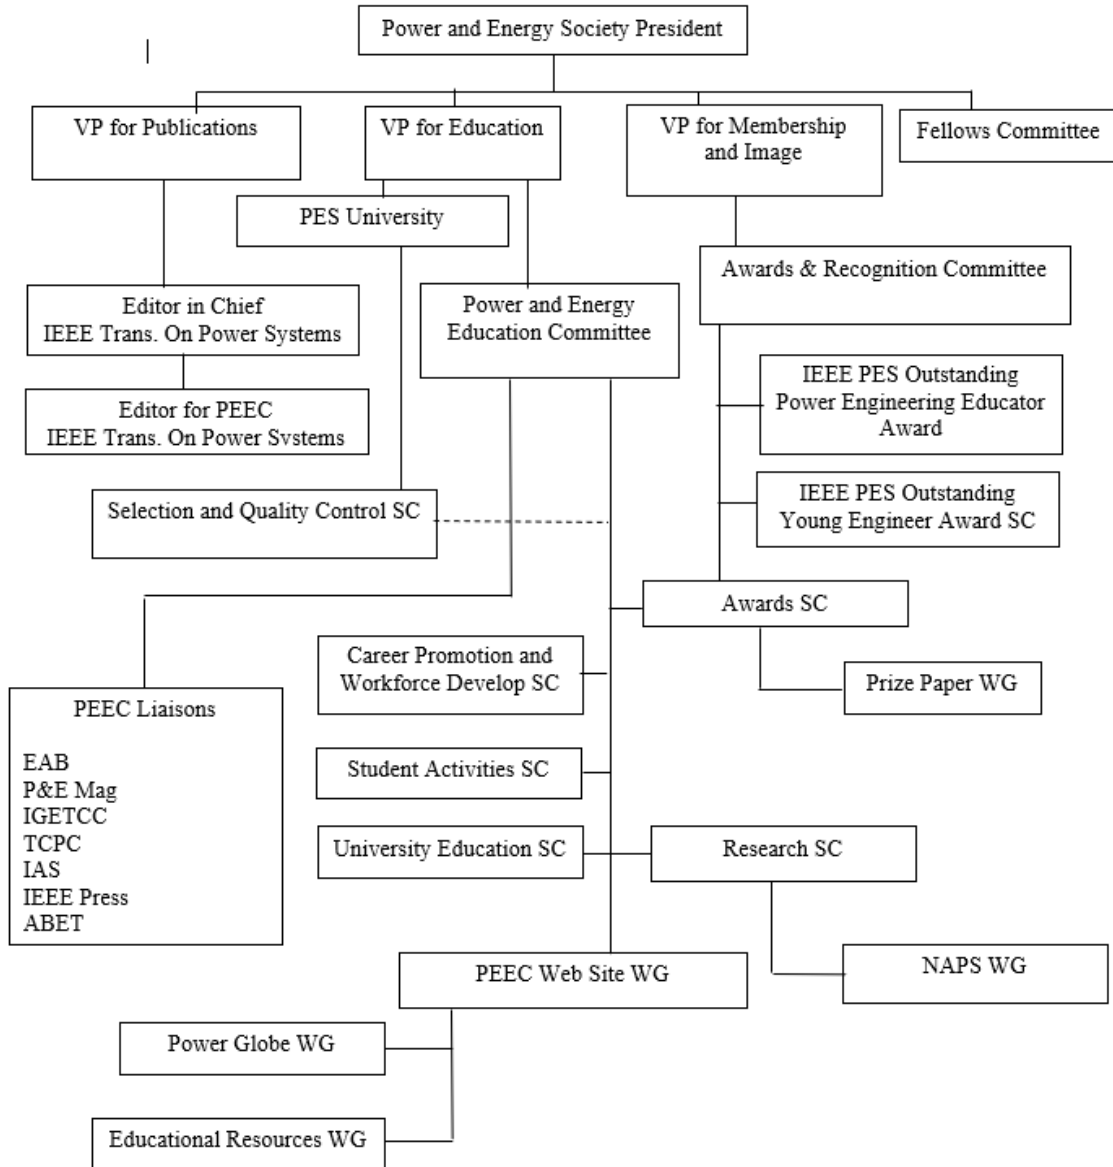 Power and Energy Society President
VP for Publications
VP for Education
VP for Membership
and Image
Fellows Committee
PES University
Awards & Recognition Committee
Editor in Chief
IEEE Trans. On Power Systems
Power and Energy
Education Committee
IEEE PES Outstanding
Power Engineering Educator
Award
Editor for PEEC
IEEE Trans. On Power Systems
Selection and Quality Control SC
IEEE PES Outstanding
Young Engineer Award SC
Awards SC
Career Promotion and
Workforce Develop SC
Prize Paper WG
PEEC Liaisons
EAB
P&E Mag
IGETCC
TCPC
IAS
IEEE Press
ABET
Student Activities SC
University Education SC
Research SC
PEEC Web Site WG
NAPS WG
Power Globe WG
Educational Resources WG